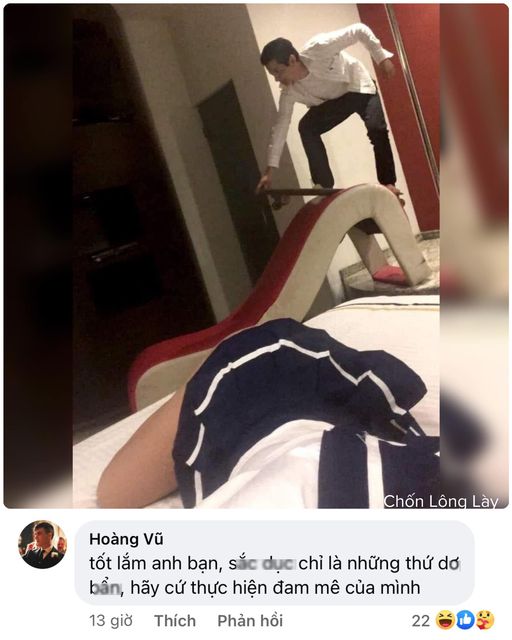 Chốn Lông Lày
Hoàng Vũ
tốt lắm anh bạn, sắc dục chỉ là những thứ dơ
bẩn, hãy cứ thực hiện đam mê của mình
13 giờ Thích Phản hồi 22